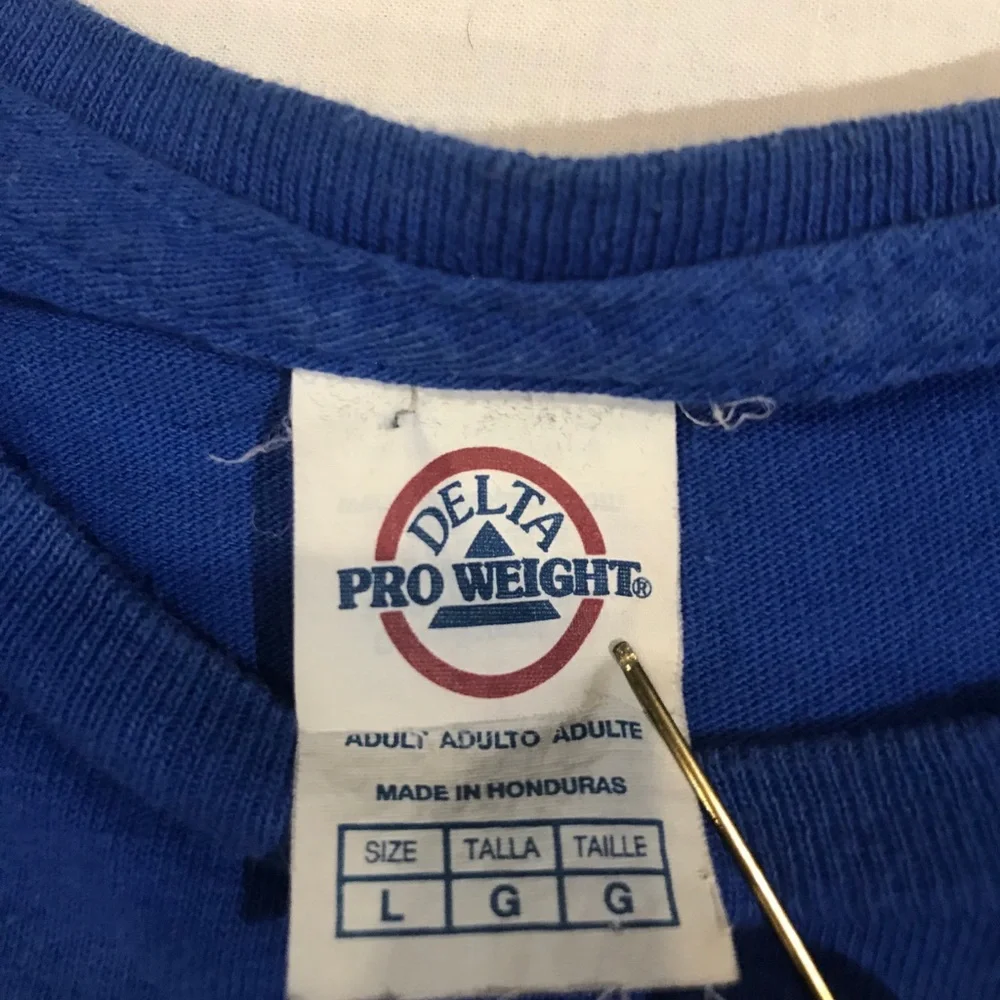 DELTA
PRO WEIGHT®
ADULT ADULTO ADULTE
MADE IN HONDURAS
SIZE TALLA TAILLE
L G G